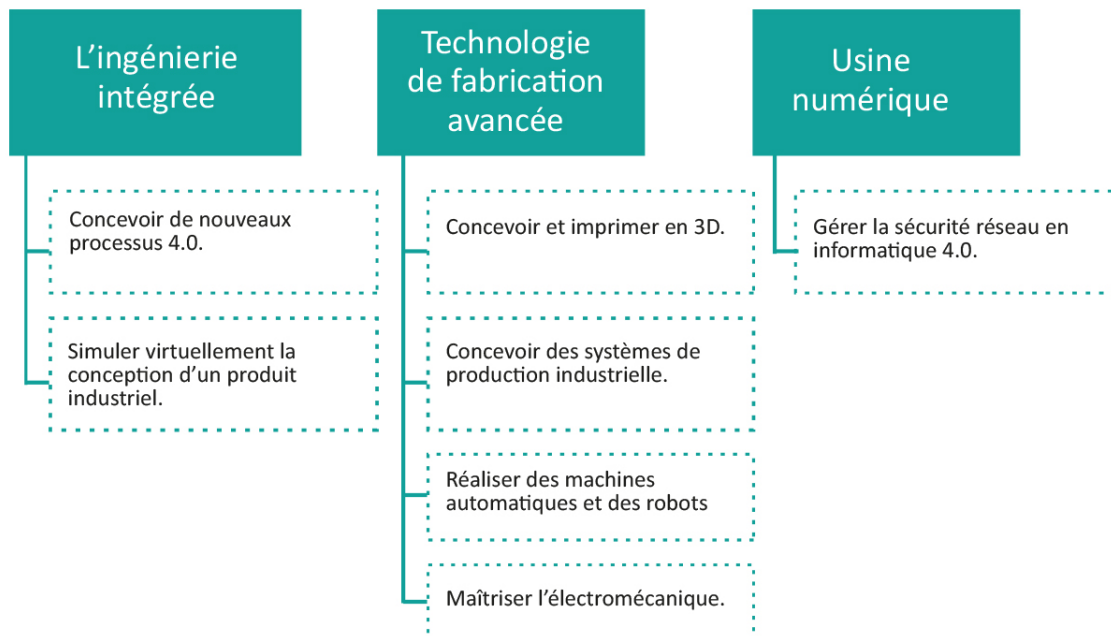 L’ingénierie
intégrée
Concevoir de nouveaux
processus 4.0.
Simuler virtuellement la
conception d’un produit
industriel.
Technologie
de fabrication
avancée
Concevoir et imprimer en 3D.
Concevoir des systèmes de
production industrielle.
Réaliser des machines
automatiques et des robots
Maîtriser l’électromécanique.
Usine
numérique
Gérer la sécurité réseau en
informatique 4.0.